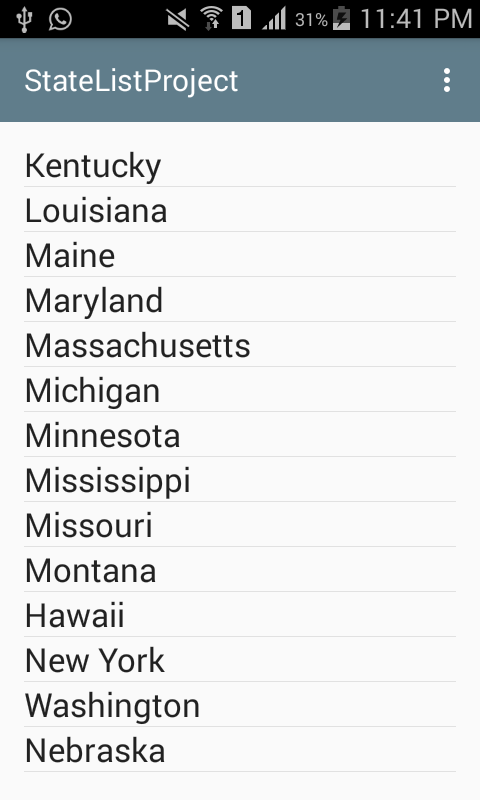 1 31% 11:41 PM
StateListProject
Kentucky
Louisiana
Maine
Maryland
Massachusetts
Michigan
Minnesota
Mississippi
Missouri
Montana
Hawaii
New York
Washington
Nebraska